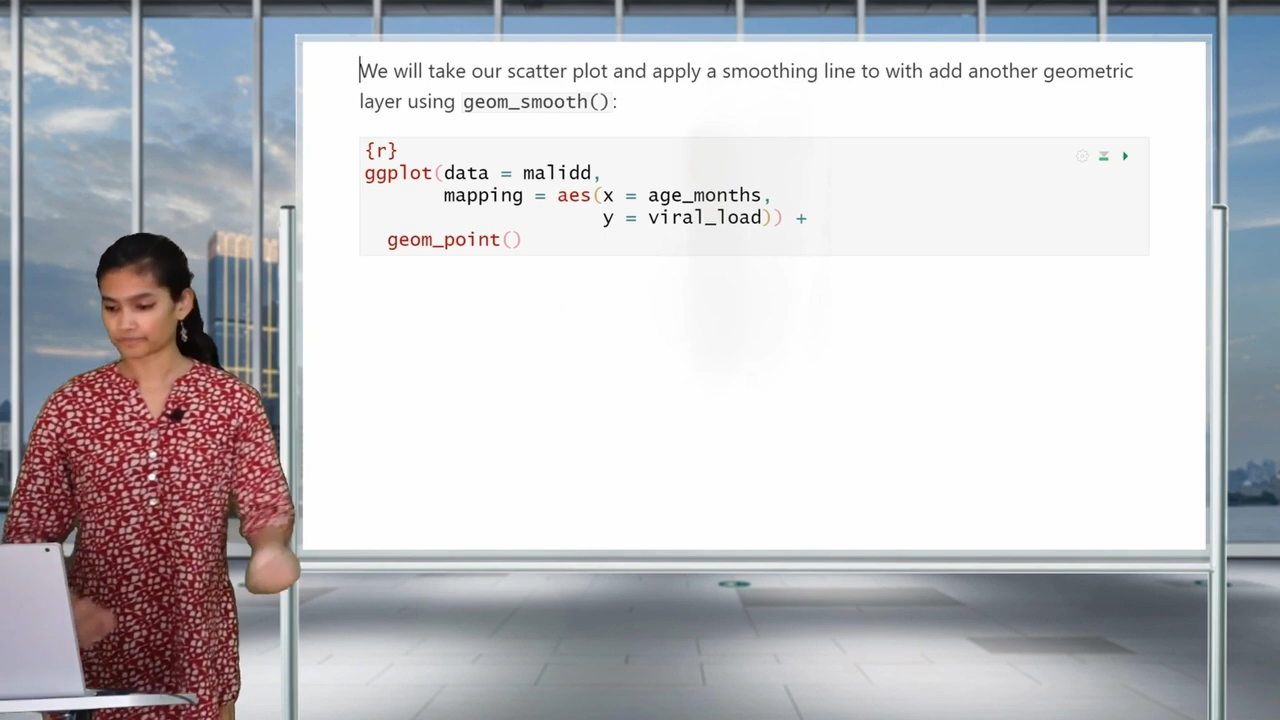 We will take our scatter plot and apply a smoothing line to with add another geometric
layer using geom_smooth():
{r}
ggplot(data = malidd,
mapping = aes(x = age_months,
y = viral_load)) +
geom_point()